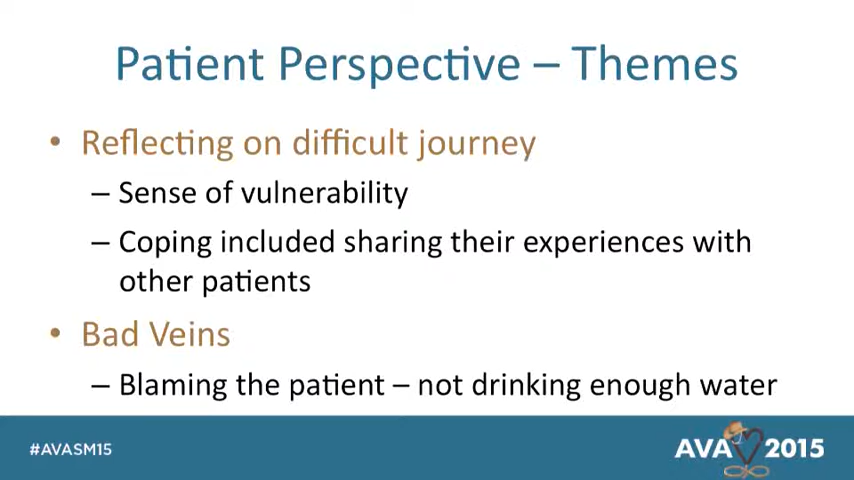 Patient Perspective – Themes
• Reflecting on difficult journey
– Sense of vulnerability
– Coping included sharing their experiences with
other patients
• Bad Veins
– Blaming the patient – not drinking enough water
#AVASM15
AVA 2015